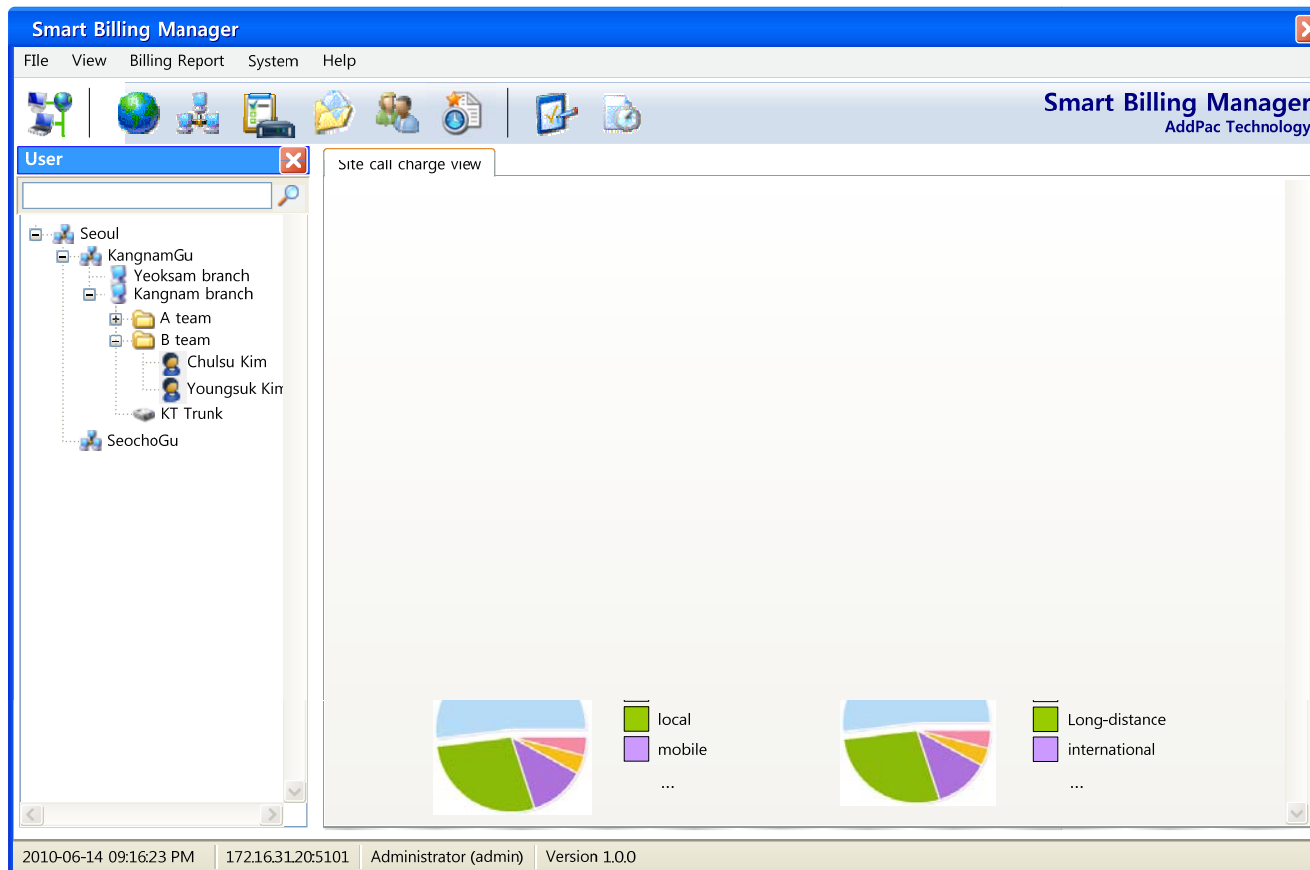 Smart Billing Manager
FIle View Billing Report System Help
Smart Billing Manager
AddPac Technology
User
Site call charge view
Seoul
KangnamGu
Yeoksam branch
Kangnam branch
A team
B team
Chulsu Kim
Youngsuk Kim
KT Trunk
SeochoGu
local
mobile
...
Long-distance
international
...
2010-06-14 09:16:23 PM 172.16.31.20:5101 Administrator (admin) Version 1.0.0